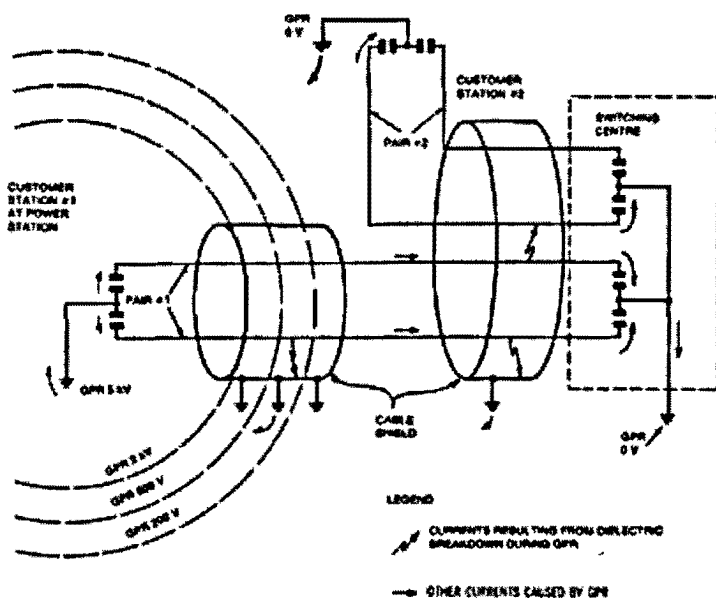 GPR
0 V
CUSTOMER
STATION #2
SWITCHING
CENTRE
PAIR #2
CUSTOMER
STATION #1
AT POWER
STATION
PAIR #1
GPR 5 kV
CABLE
SHIELD
GPR
0 V
GPR 3 kV
GPR 500 V
GPR 200 V
LEGEND
CURRENTS RESULTING FROM DIELECTRIC
BREAKDOWN DURING GPR
OTHER CURRENTS CAUSED BY GPR